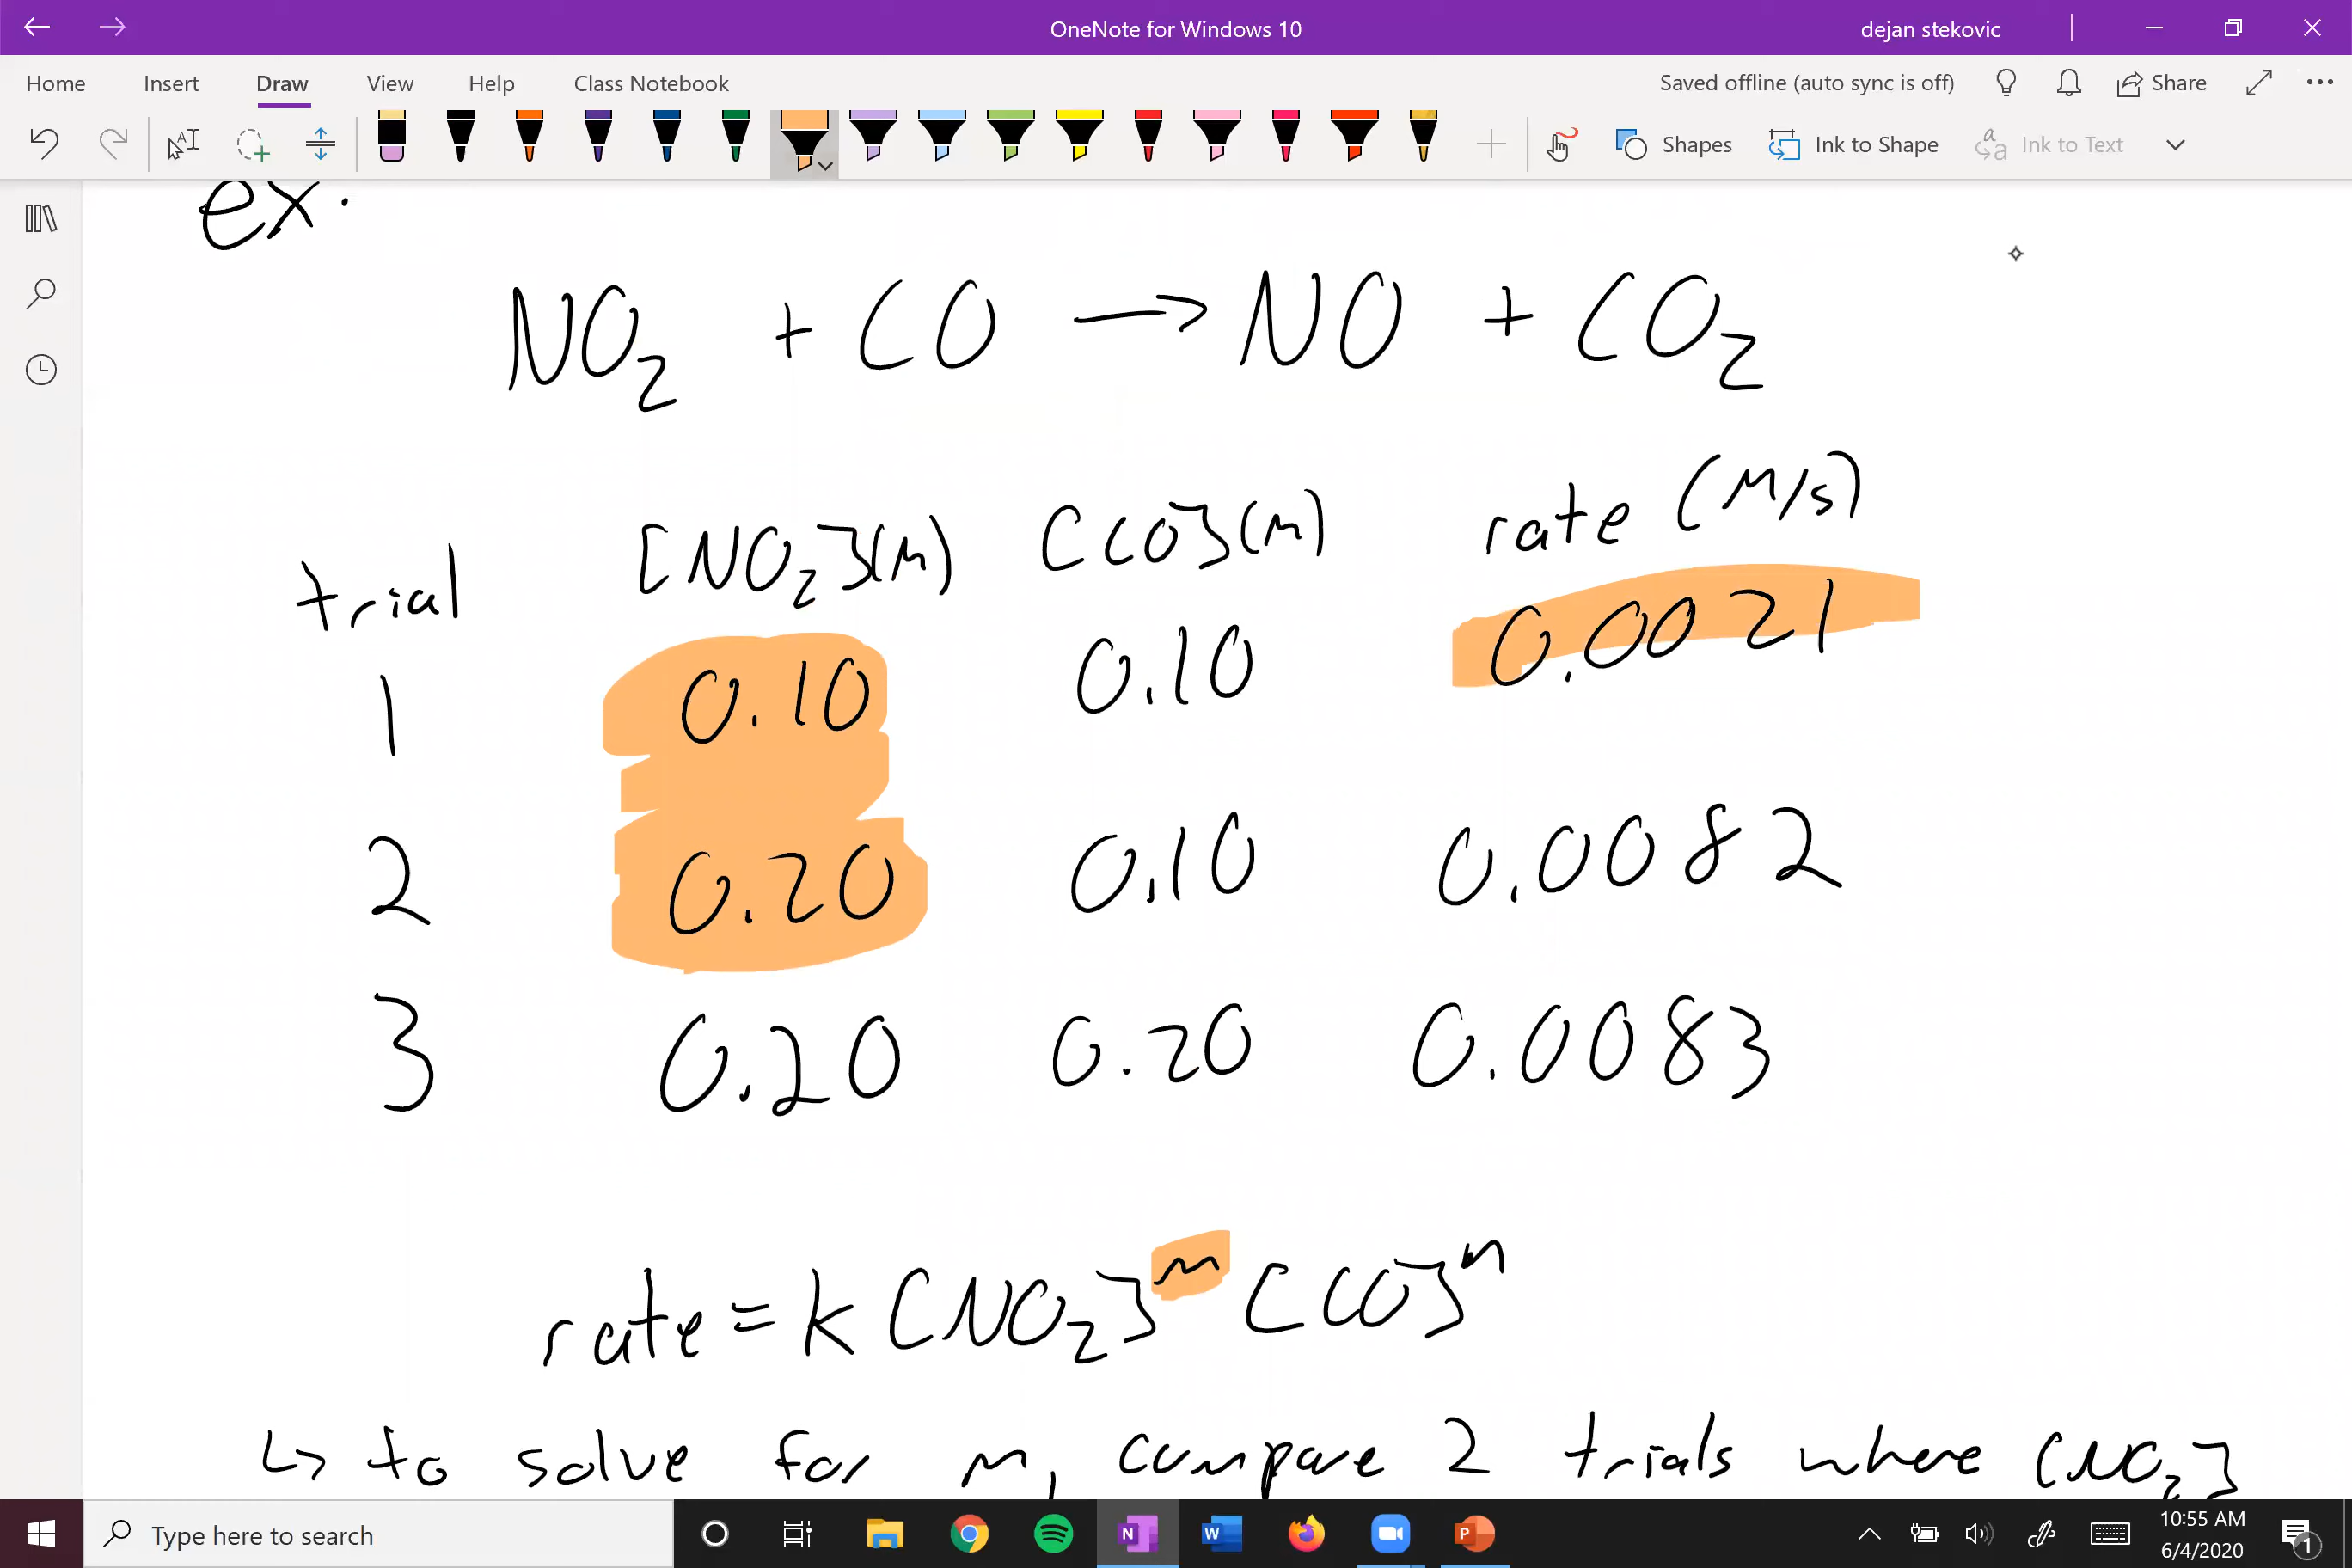 OneNote for Windows 10
dejan stekovic
Home Insert Draw View Help Class Notebook
Saved offline (auto sync is off) Share
Shapes Ink to Shape Ink to Text
ex.
NO₂ + CO → NO + CO₂
trial [NO₂](M) [CO](M) rate (M/s)
1 0.10 0.10 0.0021
2 0.20 0.10 0.0082
3 0.20 0.20 0.0083
rate = k [NO₂]ᵐ [CO]ⁿ
↳ to solve for m, compare 2 trials where [NO₂]
Type here to search
N W P
10:55 AM
6/4/2020
1